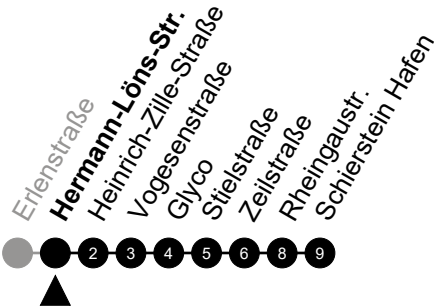 Erlenstraße
Hermann-Löns-Str.
Heinrich-Zille-Straße
Vogesenstraße
Glyco
Stielstraße
Zeilstraße
Rheingaustr.
Schierstein Hafen
2 3 4 5 6 8 9